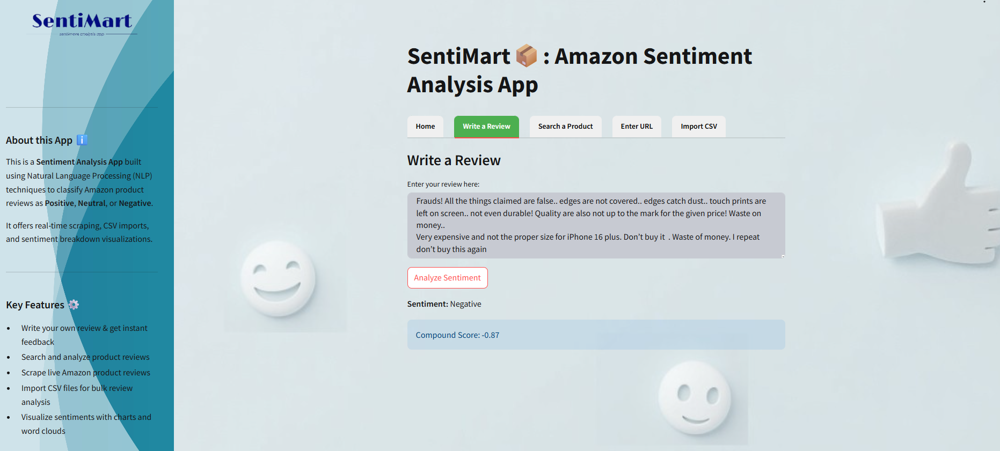 SentiMart
sentiment analysis app
About this App ℹ️
This is a Sentiment Analysis App built
using Natural Language Processing (NLP)
techniques to classify Amazon product
reviews as Positive, Neutral, or Negative.
It offers real-time scraping, CSV imports,
and sentiment breakdown visualizations.
Key Features ⚙️
• Write your own review & get instant
feedback
• Search and analyze product reviews
• Scrape live Amazon product reviews
• Import CSV files for bulk review
analysis
• Visualize sentiments with charts and
word clouds
SentiMart 📦 : Amazon Sentiment
Analysis App
Home Write a Review Search a Product Enter URL Import CSV
Write a Review
Enter your review here:
Frauds! All the things claimed are false.. edges are not covered.. edges catch dust.. touch prints are
left on screen.. not even durable! Quality are also not up to the mark for the given price! Waste on
money..
Very expensive and not the proper size for iPhone 16 plus. Don’t buy it . Waste of money. I repeat
don’t buy this again
Analyze Sentiment
Sentiment: Negative
Compound Score: -0.87